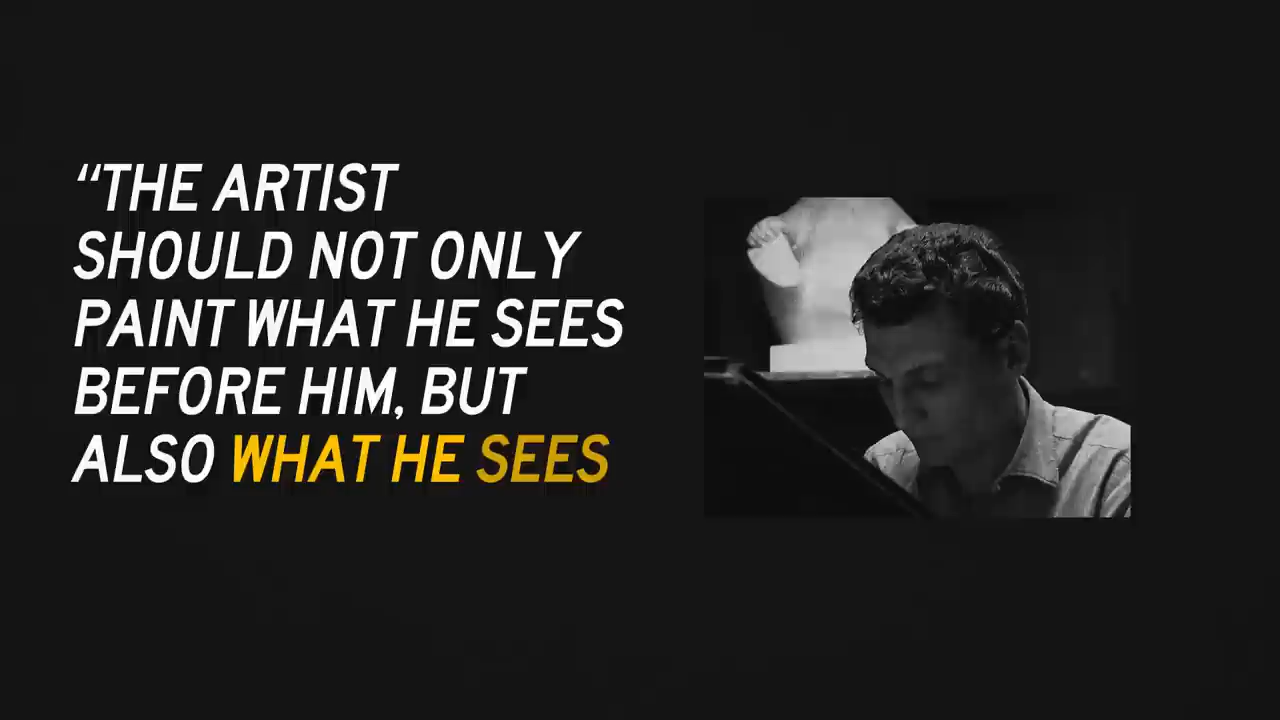 “THE ARTIST
SHOULD NOT ONLY
PAINT WHAT HE SEES
BEFORE HIM, BUT
ALSO WHAT HE SEES